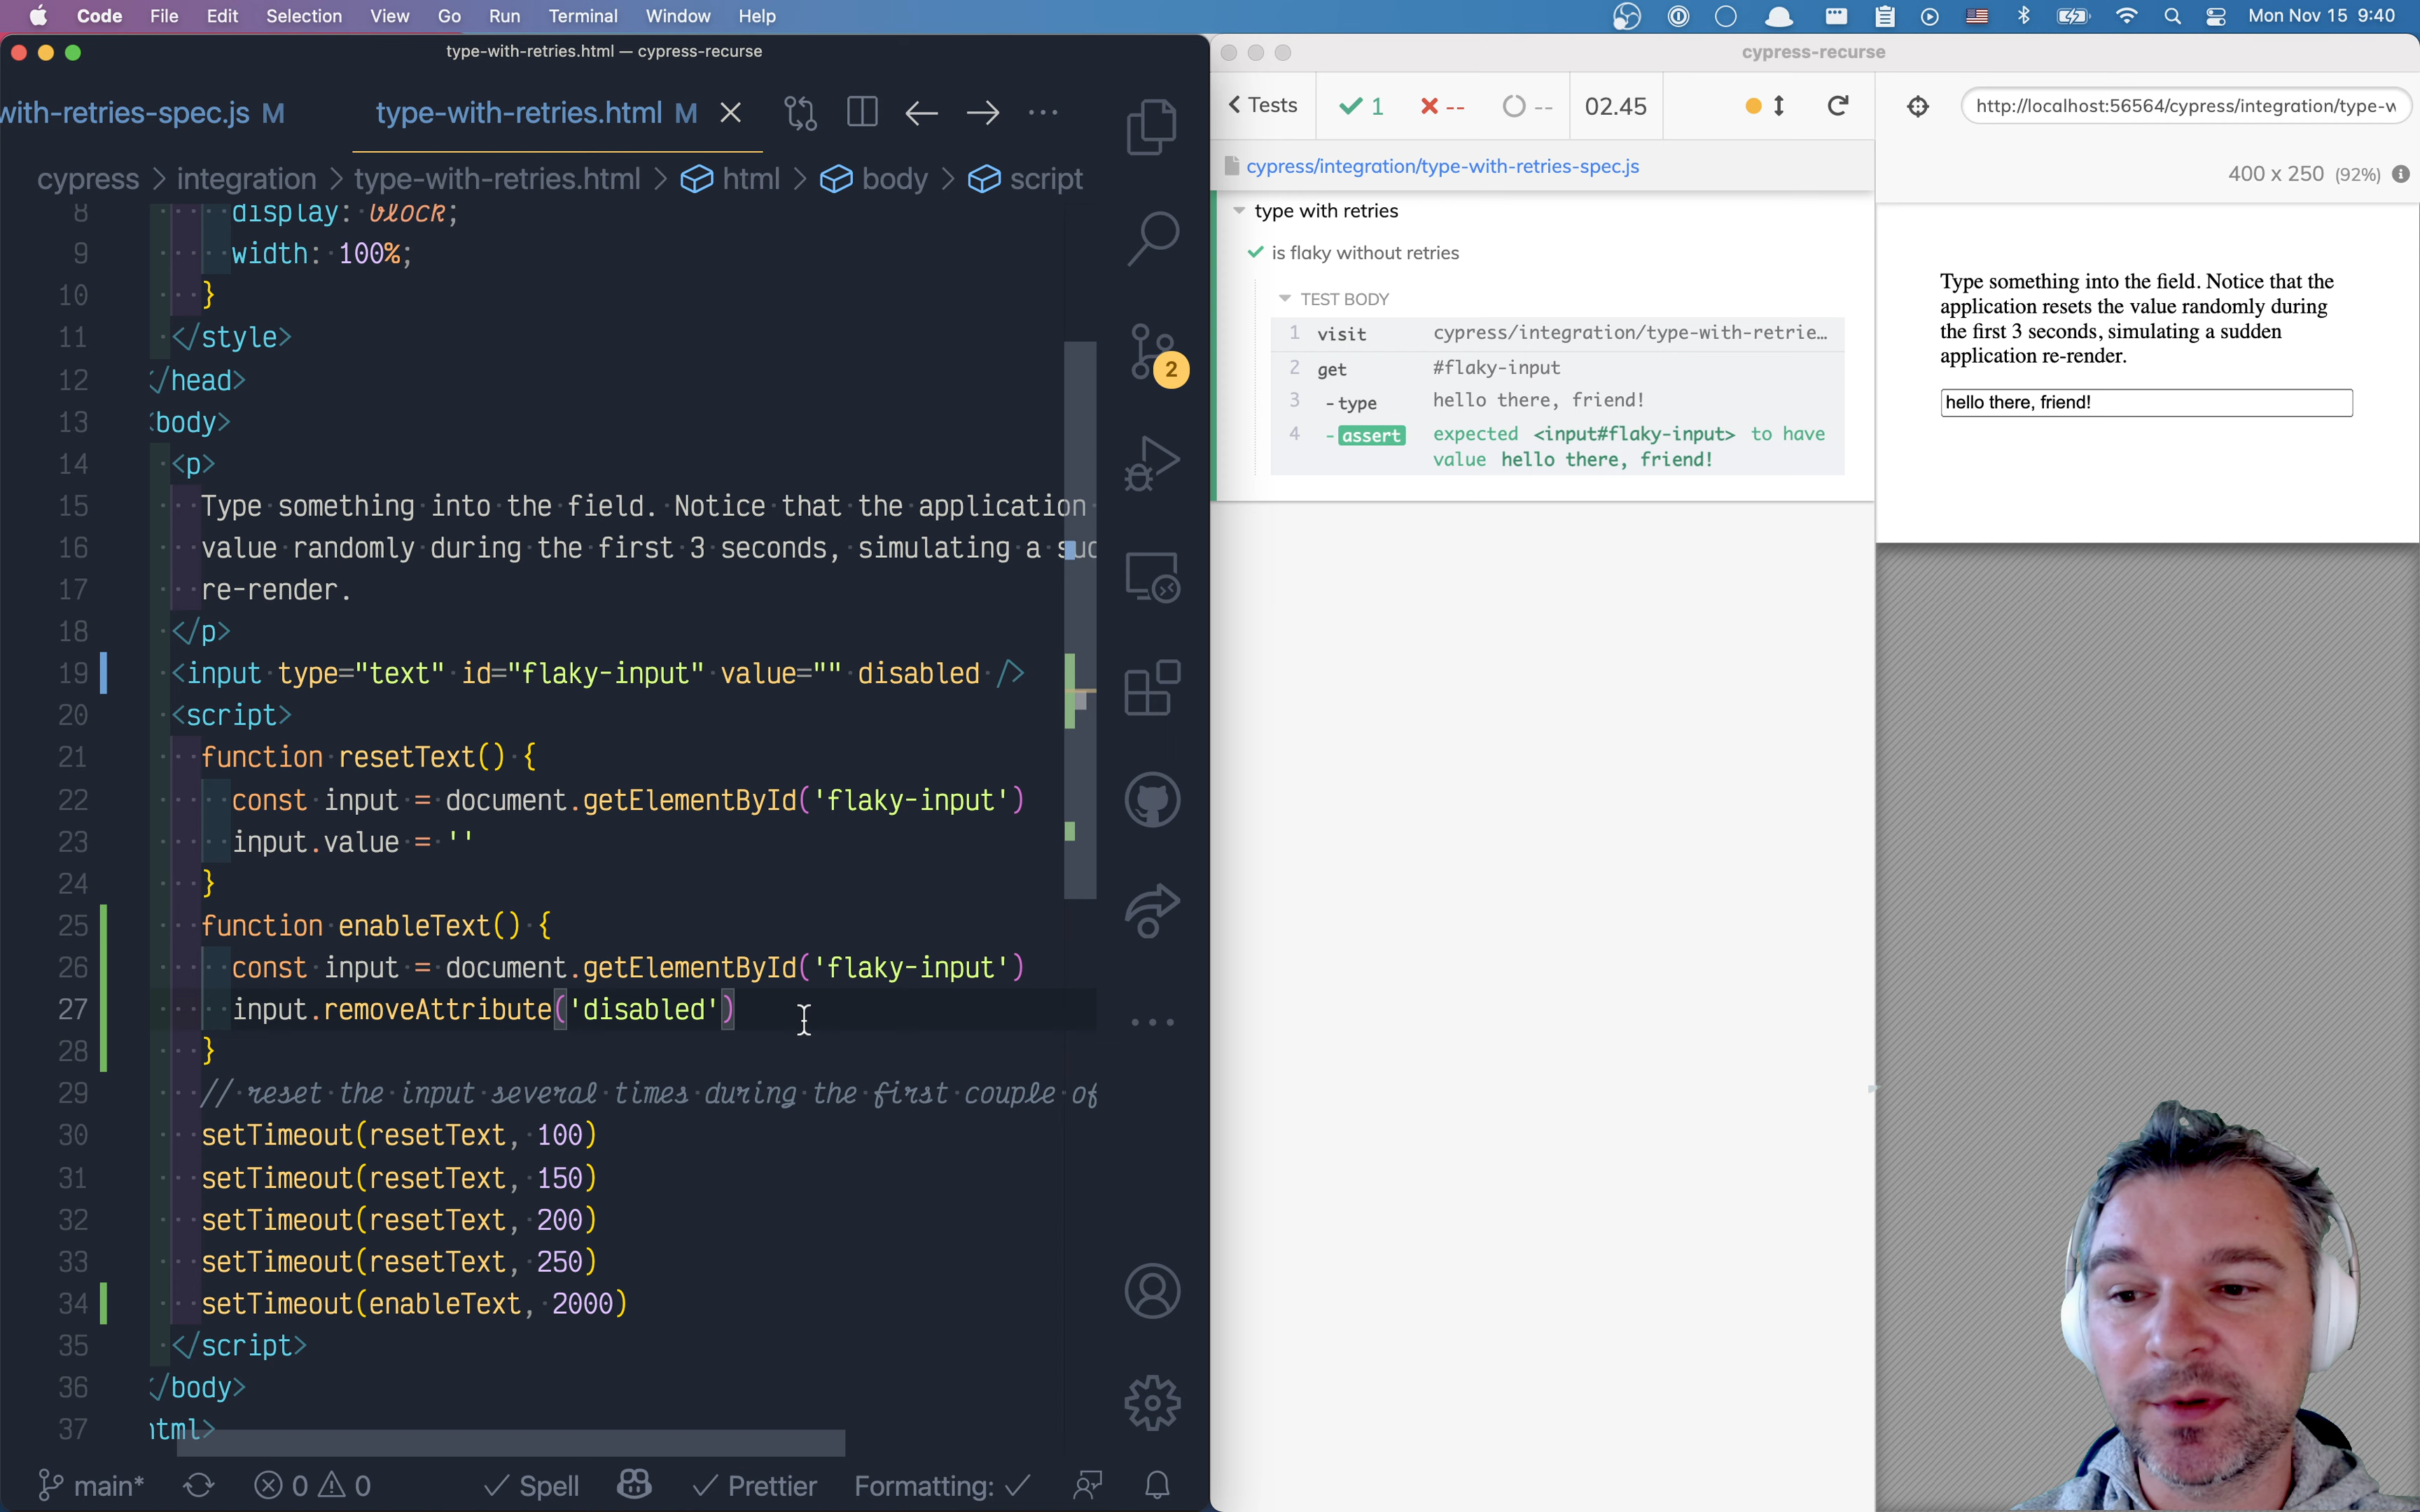 Code File Edit Selection View Go Run Terminal Window Help Mon Nov 15 9:40
type-with-retries.html — cypress-recurse
with-retries-spec.js M type-with-retries.html M
cypress > integration > type-with-retries.html > html > body > script
8 display: block;
9 width: 100%;
10 }
11 </style>
12 </head>
13 <body>
14 <p>
15 Type something into the field. Notice that the application
16 value randomly during the first 3 seconds, simulating a suc
17 re-render.
18 </p>
19 <input type="text" id="flaky-input" value="" disabled />
20 <script>
21 function resetText() {
22 const input = document.getElementById('flaky-input')
23 input.value = ''
24 }
25 function enableText() {
26 const input = document.getElementById('flaky-input')
27 input.removeAttribute('disabled')
28 }
29 // reset the input several times during the first couple of
30 setTimeout(resetText, 100)
31 setTimeout(resetText, 150)
32 setTimeout(resetText, 200)
33 setTimeout(resetText, 250)
34 setTimeout(enableText, 2000)
35 </script>
36 </body>
37 html>
2
main* 0 0 Spell Prettier Formatting:
cypress-recurse
< Tests 1 -- -- 02.45
http://localhost:56564/cypress/integration/type-w
cypress/integration/type-with-retries-spec.js
400 x 250 (92%)
type with retries
is flaky without retries
TEST BODY
1 visit cypress/integration/type-with-retrie…
2 get #flaky-input
3 -type hello there, friend!
4 -assert expected <input#flaky-input> to have
value hello there, friend!
Type something into the field. Notice that the
application resets the value randomly during
the first 3 seconds, simulating a sudden
application re-render.
hello there, friend!